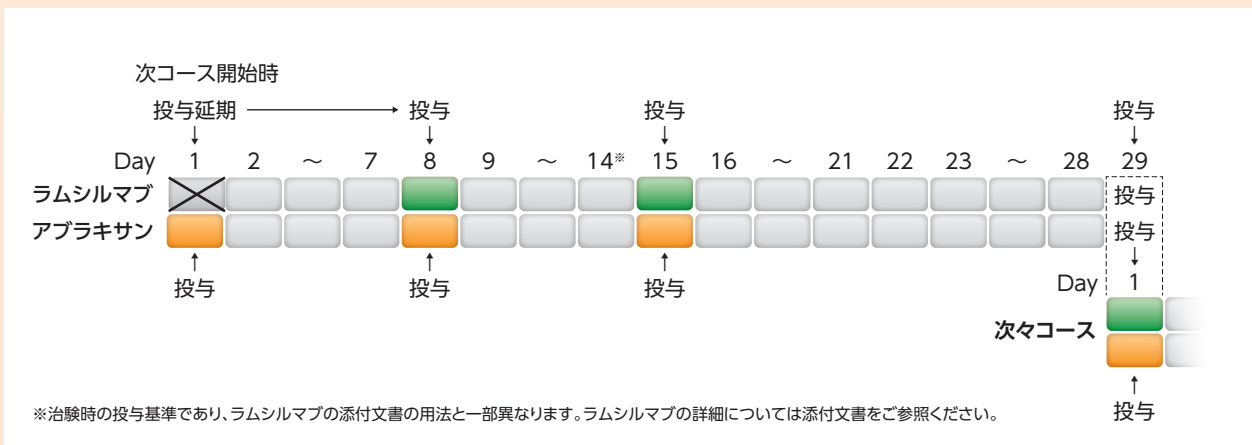 次コース開始時
投与延期 投与 投与 投与
Day 1 2 ～ 7 8 9 ～ 14※ 15 16 ～ 21 22 23 ～ 28 29
ラムシルマブ 投与
アブラキサン 投与
投与 投与 投与
Day 1
次々コース
投与
※治験時の投与基準であり、ラムシルマブの添付文書の用法と一部異なります。ラムシルマブの詳細については添付文書をご参照ください。